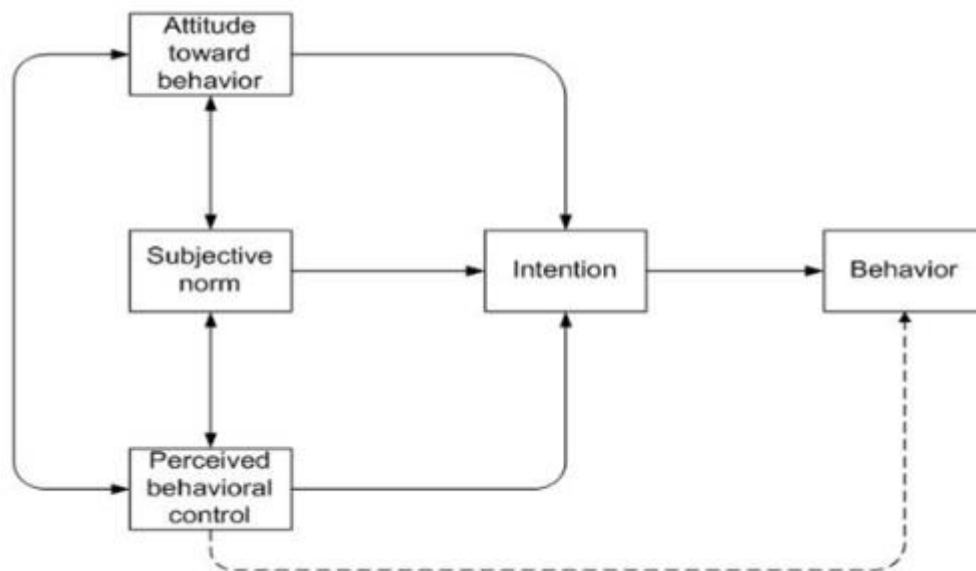 Attitude
toward
behavior
Subjective
norm
Intention
Behavior
Perceived
behavioral
control